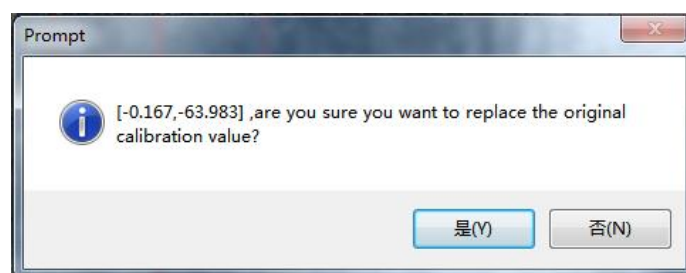 Prompt
[-0.167,-63.983] ,are you sure you want to replace the original
calibration value?
是(Y)
否(N)